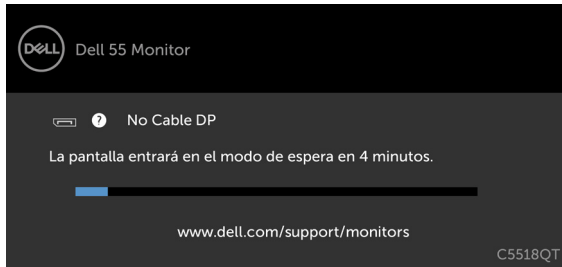 DELL
Dell 55 Monitor
? No Cable DP
La pantalla entrará en el modo de espera en 4 minutos.
www.dell.com/support/monitors
C5518QT